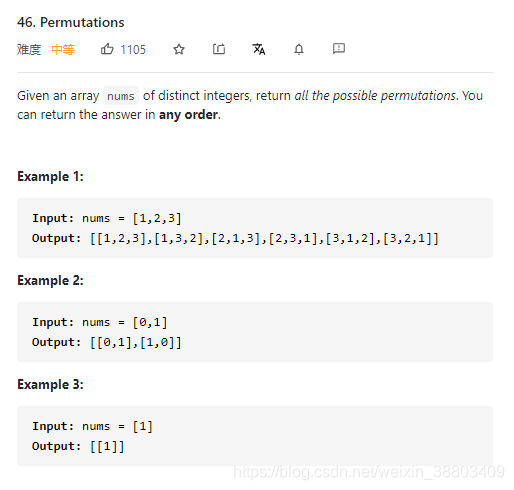 46. Permutations
难度 中等 1105
Given an array nums of distinct integers, return all the possible permutations. You
can return the answer in any order.
Example 1:
Input: nums = [1,2,3]
Output: [[1,2,3],[1,3,2],[2,1,3],[2,3,1],[3,1,2],[3,2,1]]
Example 2:
Input: nums = [0,1]
Output: [[0,1],[1,0]]
Example 3:
Input: nums = [1]
Output: [[1]]
https://blog.csdn.net/weixin_38803409